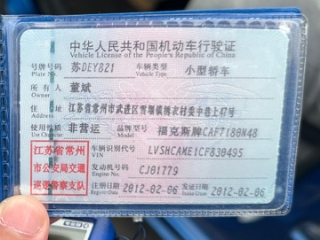 中华人民共和国机动车行驶证
Vehicle License of the People's Republic of China
号牌号码 苏DEY821 车辆类型 小型轿车
Plate No. Vehicle Type
所有人 董斌
Owner
住址 江苏省常州市武进区雪堰镇
Address
使用性质 非营运 品牌型号 福克斯牌CAF7180N48
Use Character Model
江苏省常州
市公安局交通
巡逻警察支队
车辆识别代号 LVSHCAME1CF830495
VIN
发动机号码 CJ01779
Engine No.
注册日期 2012-02-06 发证日期 2012-02-06
Register Date Issue Date